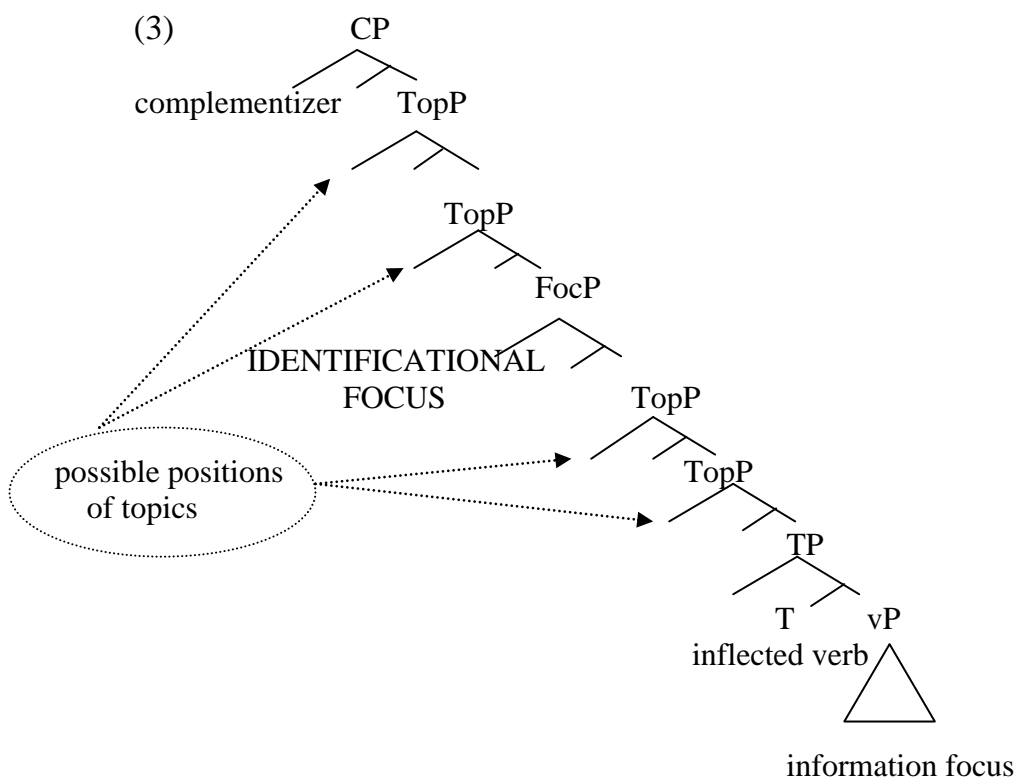 (3) CP
complementizer TopP
TopP
FocP
IDENTIFICATIONAL
FOCUS
TopP
possible positions
of topics
TopP
TP
T vP
inflected verb
information focus